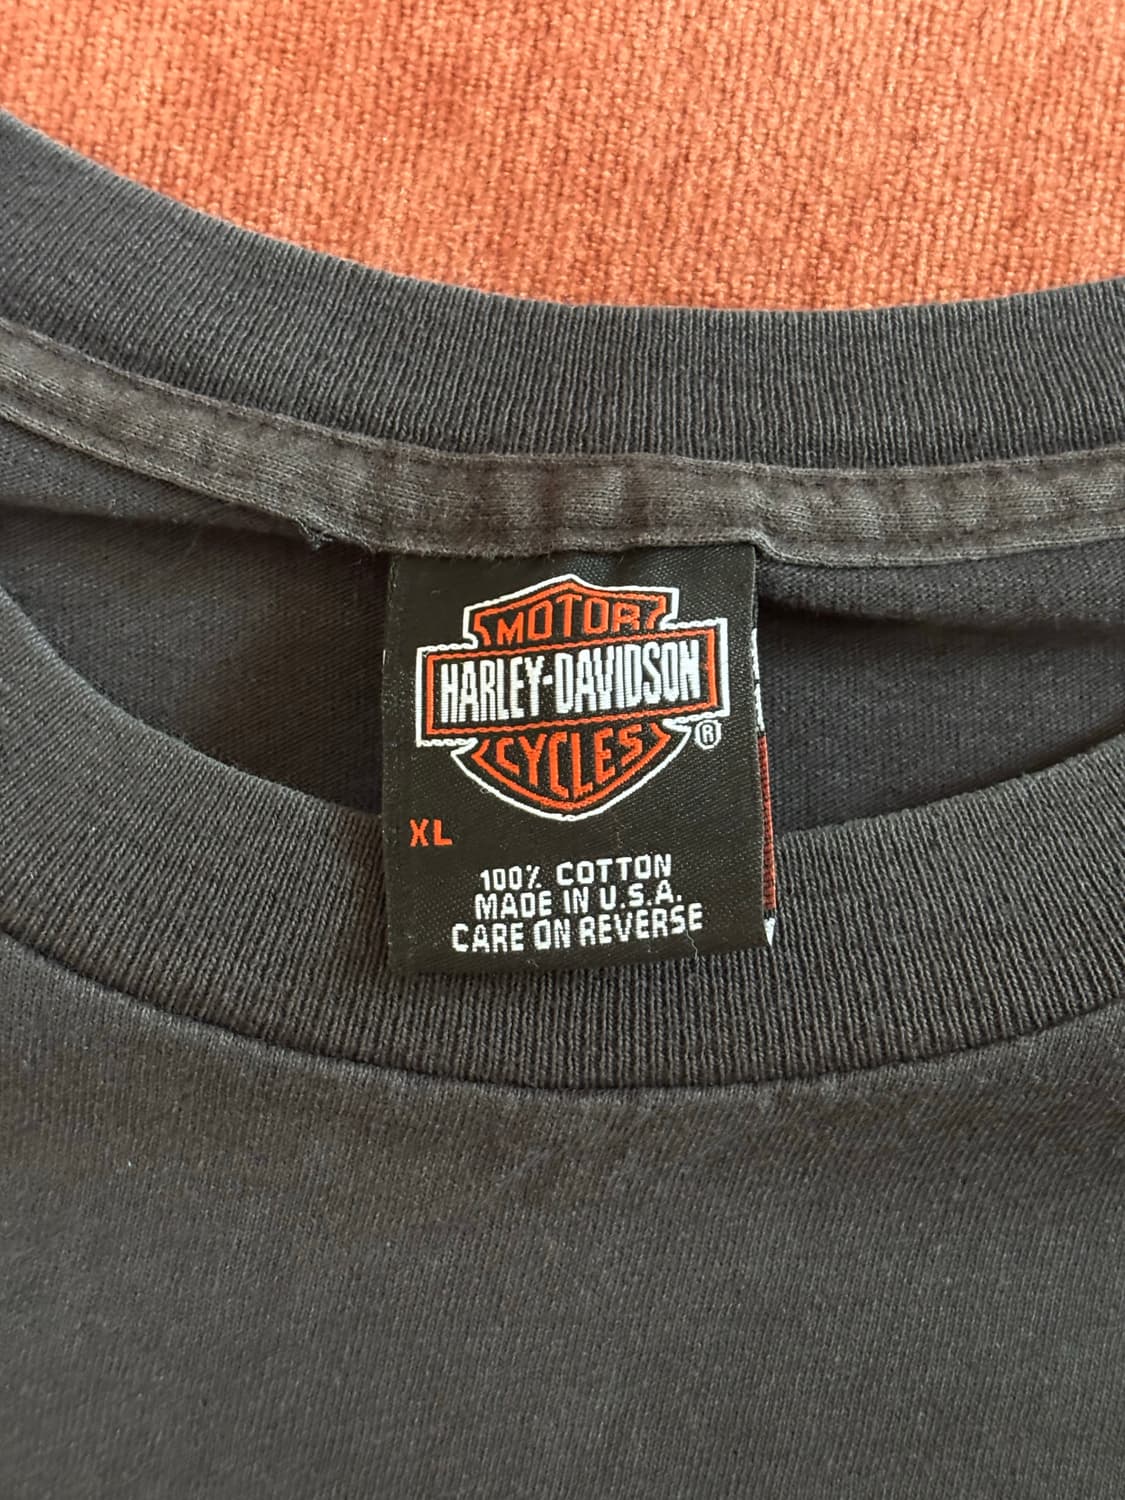 MOTOR
HARLEY-DAVIDSON
CYCLES
®
XL
100% COTTON
MADE IN U.S.A.
CARE ON REVERSE